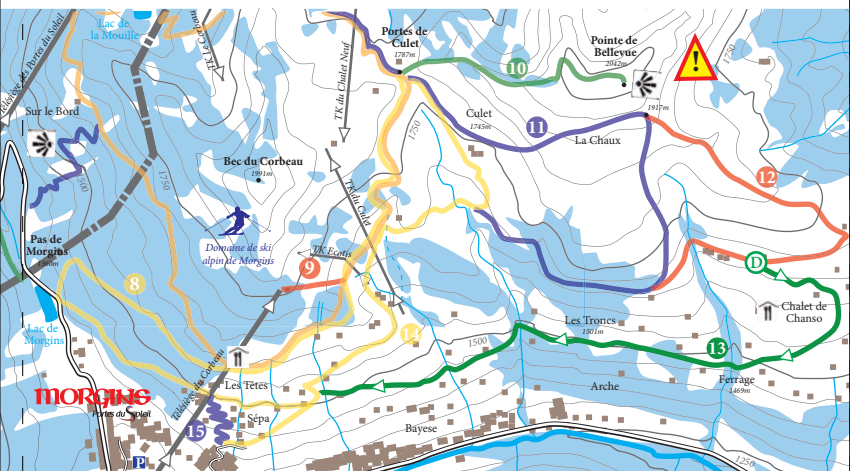 Lac de
la Mouille
Télésiège des Portes du Soleil
TK Le Corbeau
TK du Chalet Neuf
Portes de
Culet
1787m
10
Pointe de
Bellevue
2042m
!
1750
Sur le Bord
1500
1750
Bec du Corbeau
1991m
1750
Culet
1745m
11
La Chaux
1917m
12
TK du Culet
Domaine de ski
alpin de Morgins
TK Ecotis
Pas de
Morgins
8
9
D
Chalet de
Chanso
Lac de
Morgins
14
1500
Les Troncs
1501m
13
Ferrage
1469m
Télésiège du Corbeau
Les Têtes
MORGINS
Portes du Soleil
Sépa
15
Arche
Bayese
P
1250